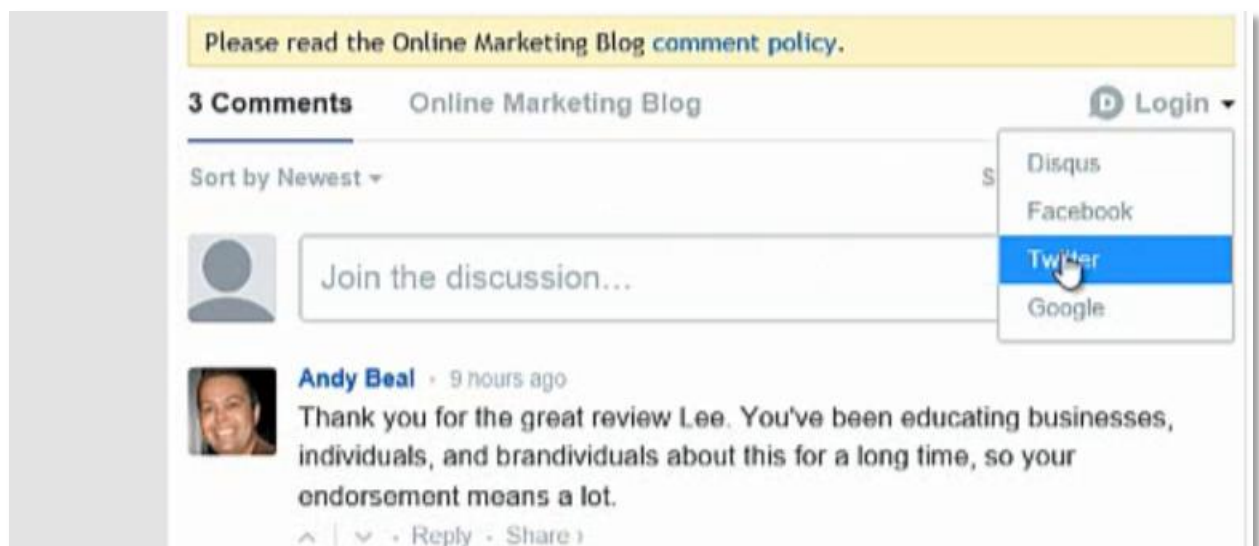 Please read the Online Marketing Blog comment policy.
3 Comments Online Marketing Blog Login
Sort by Newest
Disqus
Facebook
Twitter
Google
Join the discussion...
Andy Beal · 9 hours ago
Thank you for the great review Lee. You've been educating businesses,
individuals, and brandividuals about this for a long time, so your
endorsement means a lot.
Reply · Share ›